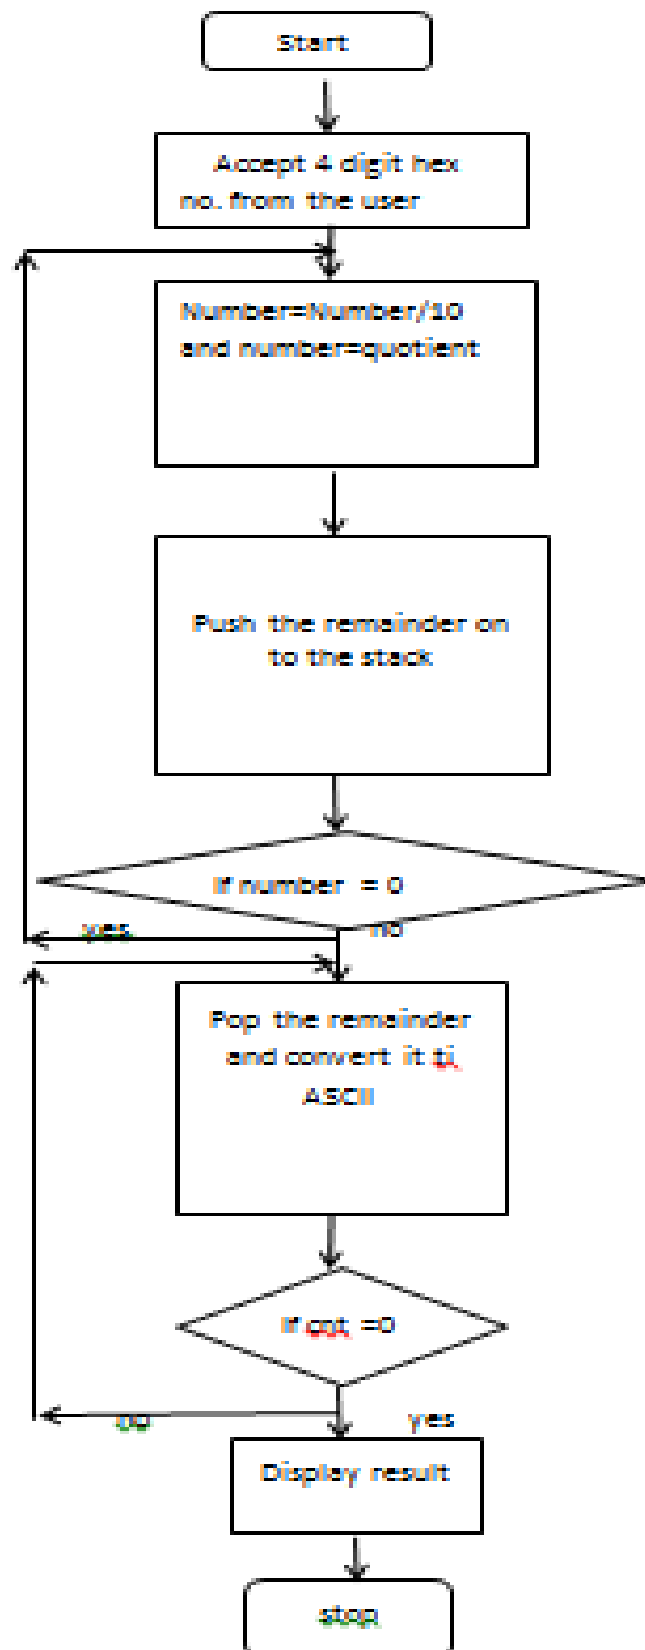 Start
Accept 4 digit hex
no. from the user
Number=Number/10
and number=quotient
Push the remainder on
to the stack
If number = 0
yes no
Pop the remainder
and convert it ti
ASCII
If cnt =0
no yes
Display result
stop